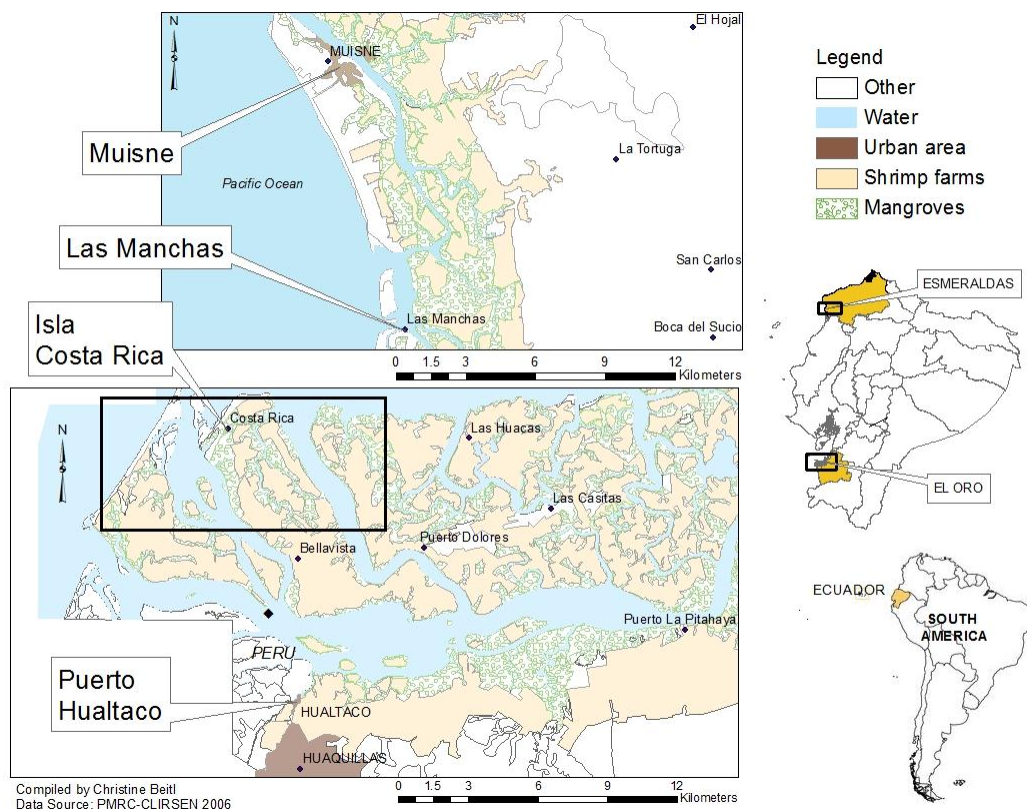 El Hojal
N
MUISNE
Muisne
La Tortuga
Pacific Ocean
Las Manchas
San Carlos
Las Manchas
Boca del Sucio
0 1.5 3 6 9 12
Kilometers
Isla
Costa Rica
N
Costa Rica
Las Huacas
Las Casitas
Puerto Dolores
Bellavista
Puerto La Pitahaya
PERU
Puerto
Hualtaco
HUALTACO
HUAQUILLAS
0 1.5 3 6 9 12
Kilometers
Compiled by Christine Beitl
Data Source: PMRC-CLIRSEN 2006
Legend
Other
Water
Urban area
Shrimp farms
Mangroves
ESMERALDAS
EL ORO
ECUADOR
SOUTH
AMERICA